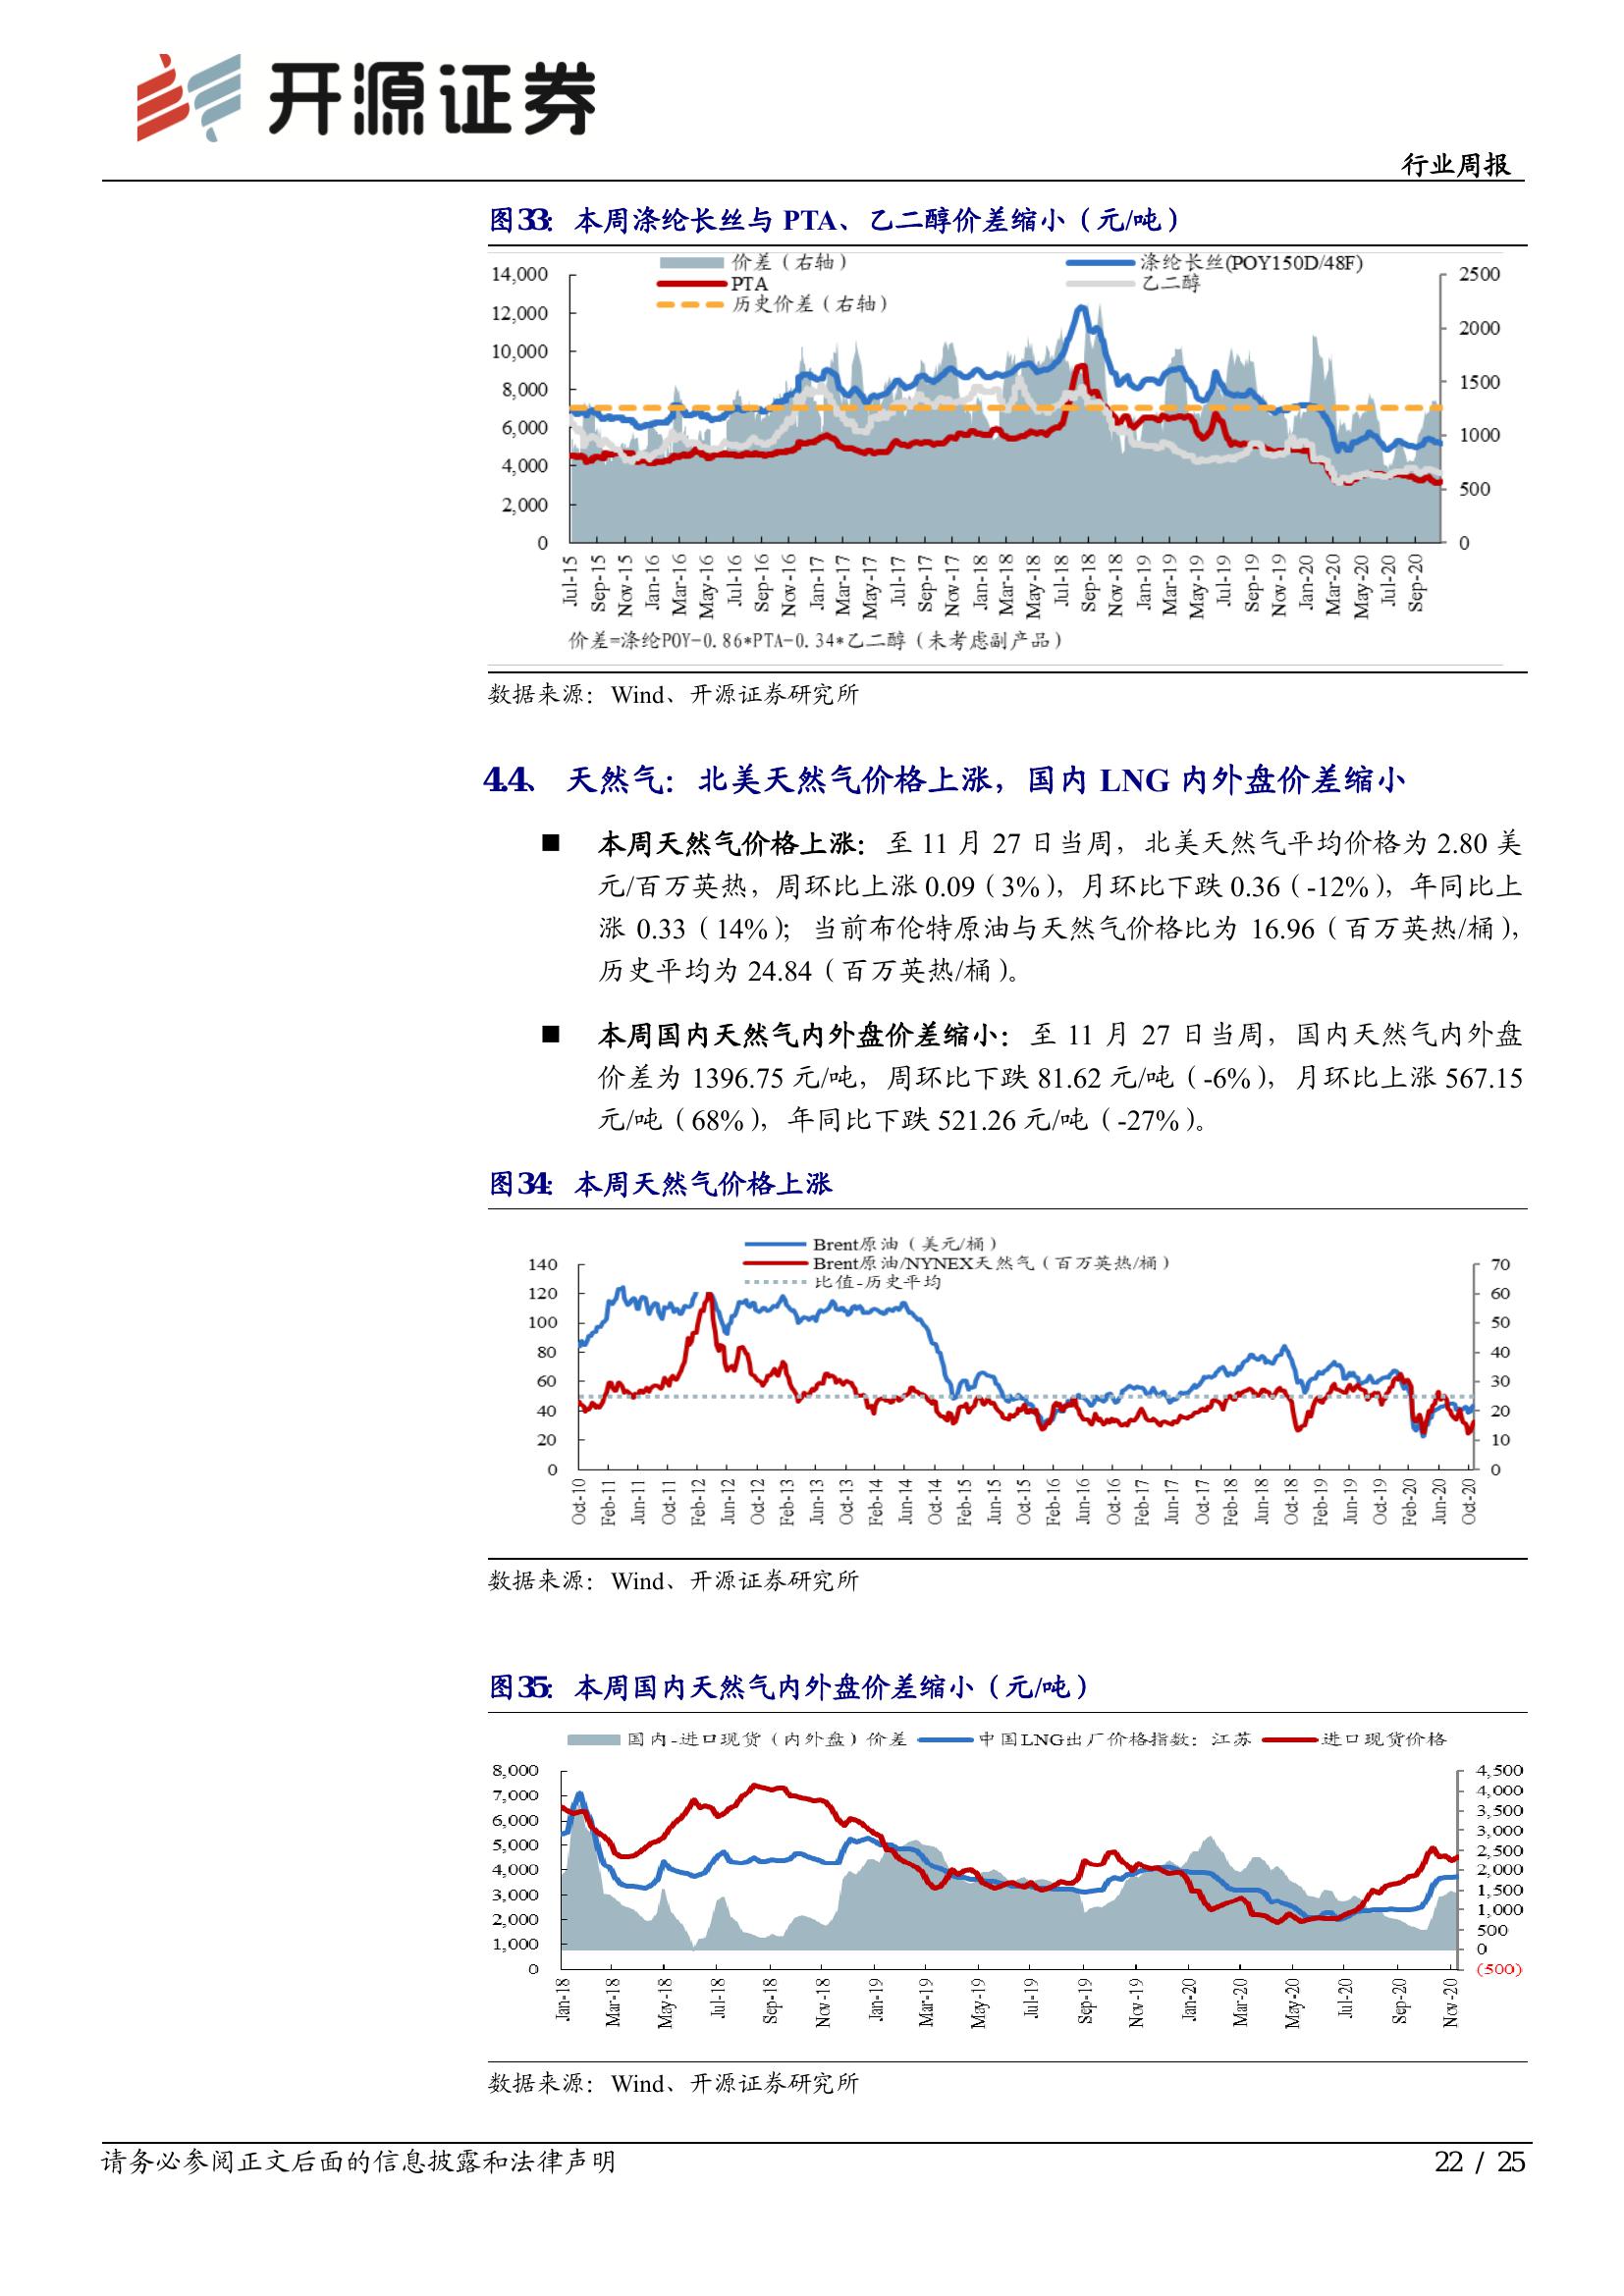 开源证券
行业周报
图33：本周涤纶长丝与 PTA、乙二醇价差缩小（元/吨）
价差（右轴） 涤纶长丝(POY150D/48F)
PTA 乙二醇
历史价差（右轴）
14,000
12,000
10,000
8,000
6,000
4,000
2,000
0
2500
2000
1500
1000
500
0
Jul-15 Sep-15 Nov-15 Jan-16 Mar-16 May-16 Jul-16 Sep-16 Nov-16 Jan-17 Mar-17 May-17 Jul-17 Sep-17 Nov-17 Jan-18 Mar-18 May-18 Jul-18 Sep-18 Nov-18 Jan-19 Mar-19 May-19 Jul-19 Sep-19 Nov-19 Jan-20 Mar-20 May-20 Jul-20 Sep-20
价差=涤纶POY-0.86*PTA-0.34*乙二醇（未考虑副产品）
数据来源：Wind、开源证券研究所
4.4、 天然气：北美天然气价格上涨，国内 LNG 内外盘价差缩小
■ 本周天然气价格上涨：至 11 月 27 日当周，北美天然气平均价格为 2.80 美
元/百万英热，周环比上涨 0.09（3%），月环比下跌 0.36（-12%），年同比上
涨 0.33（14%）；当前布伦特原油与天然气价格比为 16.96（百万英热/桶），
历史平均为 24.84（百万英热/桶）。
■ 本周国内天然气内外盘价差缩小：至 11 月 27 日当周，国内天然气内外盘
价差为 1396.75 元/吨，周环比下跌 81.62 元/吨（-6%），月环比上涨 567.15
元/吨（68%），年同比下跌 521.26 元/吨（-27%）。
图34：本周天然气价格上涨
Brent原油（美元/桶）
Brent原油/NYNEX天然气（百万英热/桶）
比值-历史平均
140
120
100
80
60
40
20
0
70
60
50
40
30
20
10
0
Oct-10 Feb-11 Jun-11 Oct-11 Feb-12 Jun-12 Oct-12 Feb-13 Jun-13 Oct-13 Feb-14 Jun-14 Oct-14 Feb-15 Jun-15 Oct-15 Feb-16 Jun-16 Oct-16 Feb-17 Jun-17 Oct-17 Feb-18 Jun-18 Oct-18 Feb-19 Jun-19 Oct-19 Feb-20 Jun-20 Oct-20
数据来源：Wind、开源证券研究所
图35：本周国内天然气内外盘价差缩小（元/吨）
国内-进口现货（内外盘）价差 中国LNG出厂价格指数：江苏 进口现货价格
8,000
7,000
6,000
5,000
4,000
3,000
2,000
1,000
0
4,500
4,000
3,500
3,000
2,500
2,000
1,500
1,000
500
0
(500)
Jan-18 Mar-18 May-18 Jul-18 Sep-18 Nov-18 Jan-19 Mar-19 May-19 Jul-19 Sep-19 Nov-19 Jan-20 Mar-20 May-20 Jul-20 Sep-20 Nov-20
数据来源：Wind、开源证券研究所
请务必参阅正文后面的信息披露和法律声明
22 / 25